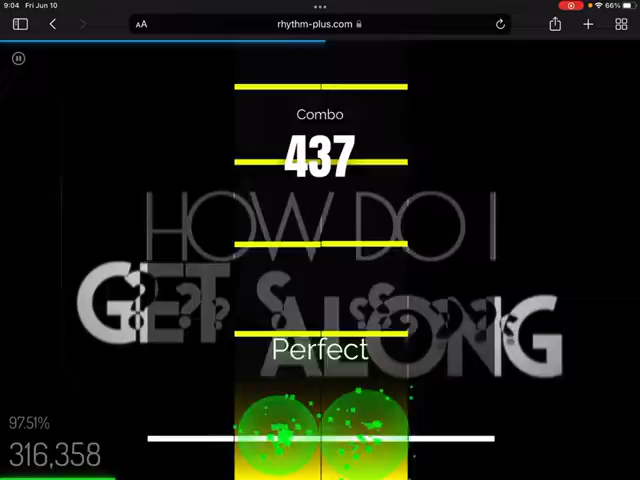 9:04 Fri Jun 10
66%
AA
rhythm-plus.com
Combo
437
HOW DO I
GET
ALONG
Perfect
97.51%
316,358